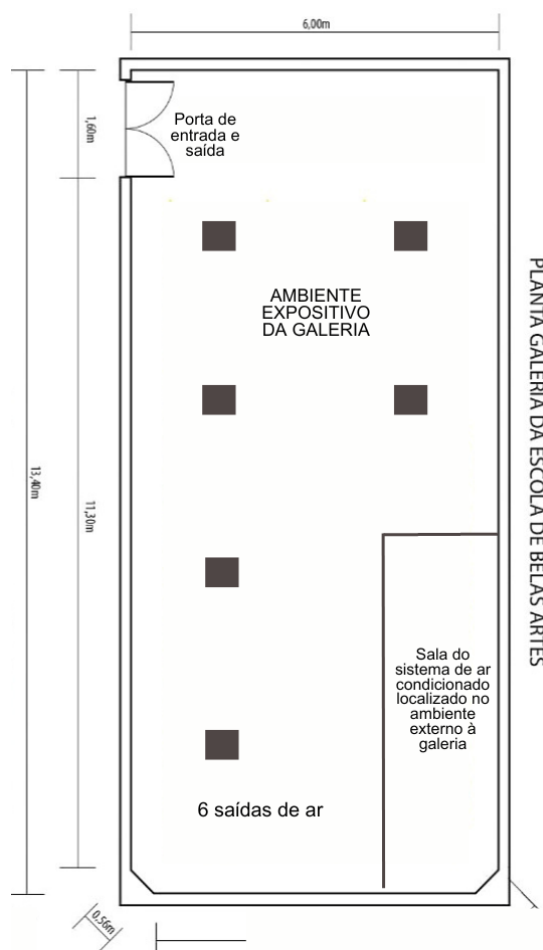 6,00m
1,60m
Porta de
entrada e
saída
AMBIENTE
EXPOSITIVO
DA GALERIA
PLANTA GALERIA DA ESCOLA DE BELAS ARTES
13,40m
11,30m
Sala do
sistema de ar
condicionado
localizado no
ambiente
externo à
galeria
6 saídas de ar
0,56m